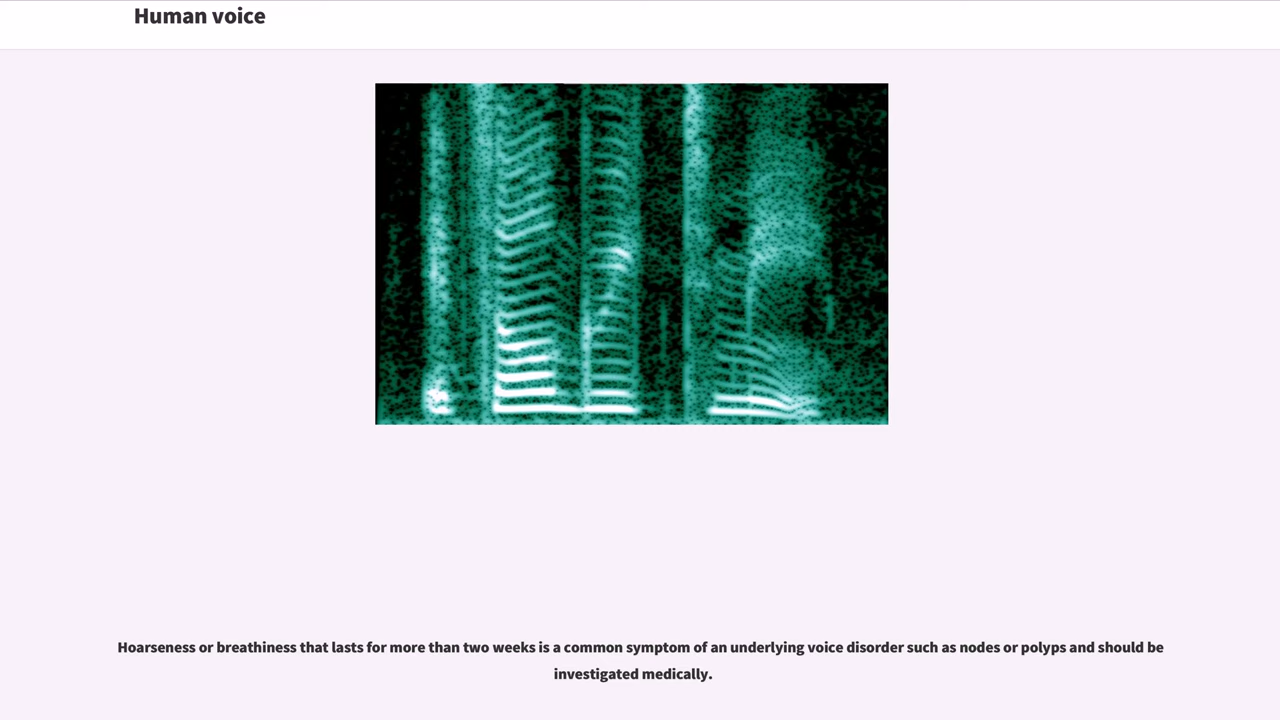 Human voice
Hoarseness or breathiness that lasts for more than two weeks is a common symptom of an underlying voice disorder such as nodes or polyps and should be
investigated medically.